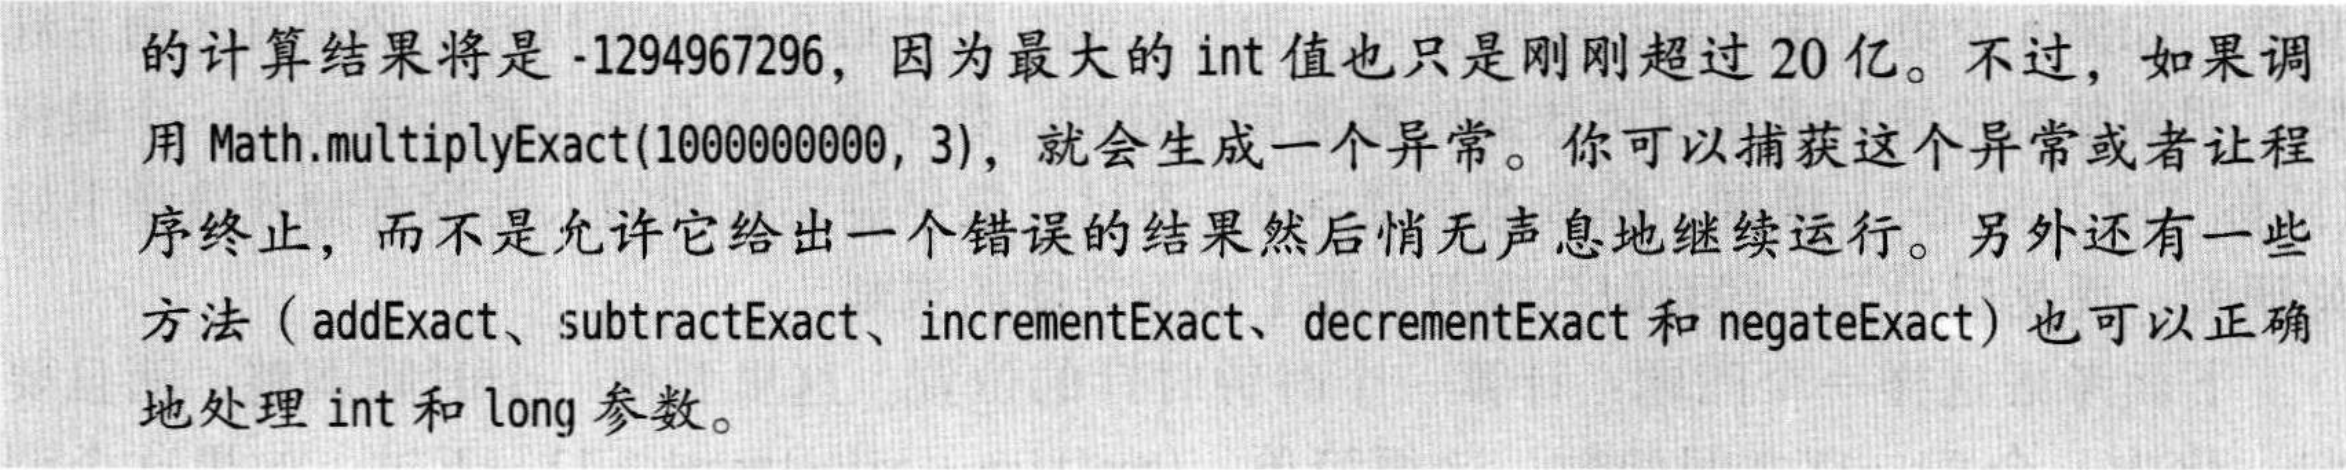 的计算结果将是 -1294967296，因为最大的 int 值也只是刚刚超过 20 亿。不过，如果调
用 Math.multiplyExact(1000000000, 3)，就会生成一个异常。你可以捕获这个异常或者让程
序终止，而不是允许它给出一个错误的结果然后悄无声息地继续运行。另外还有一些
方法（addExact、subtractExact、incrementExact、decrementExact 和 negateExact）也可以正确
地处理 int 和 long 参数。